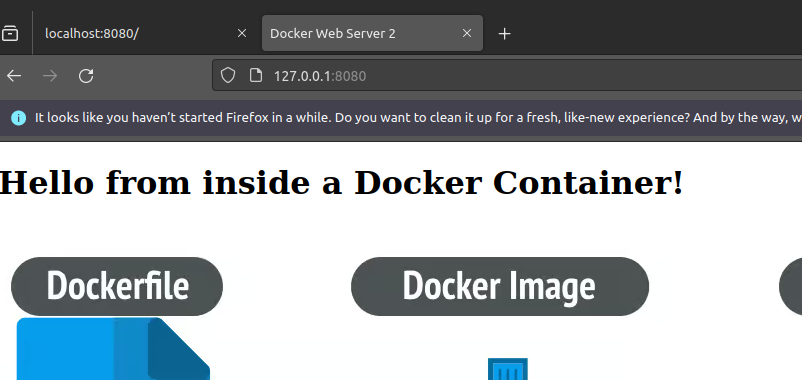 localhost:8080/
Docker Web Server 2
127.0.0.1:8080
It looks like you haven’t started Firefox in a while. Do you want to clean it up for a fresh, like-new experience? And by the way, w
Hello from inside a Docker Container!
Dockerfile
Docker Image